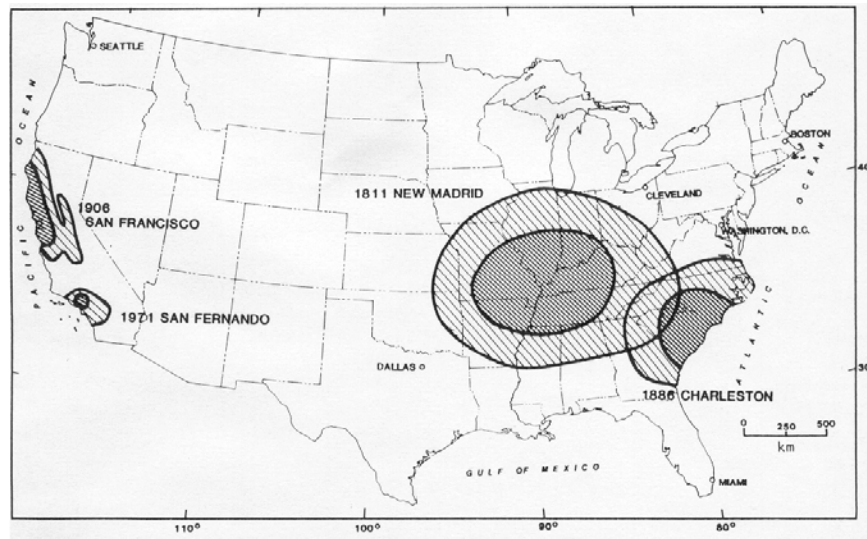 SEATTLE
PACIFIC OCEAN
1906
SAN FRANCISCO
1971 SAN FERNANDO
1811 NEW MADRID
CLEVELAND
BOSTON
WASHINGTON, D.C.
ATLANTIC OCEAN
DALLAS
1886 CHARLESTON
GULF OF MEXICO
MIAMI
0 250 500
km
40
30
110° 100° 90° 80°